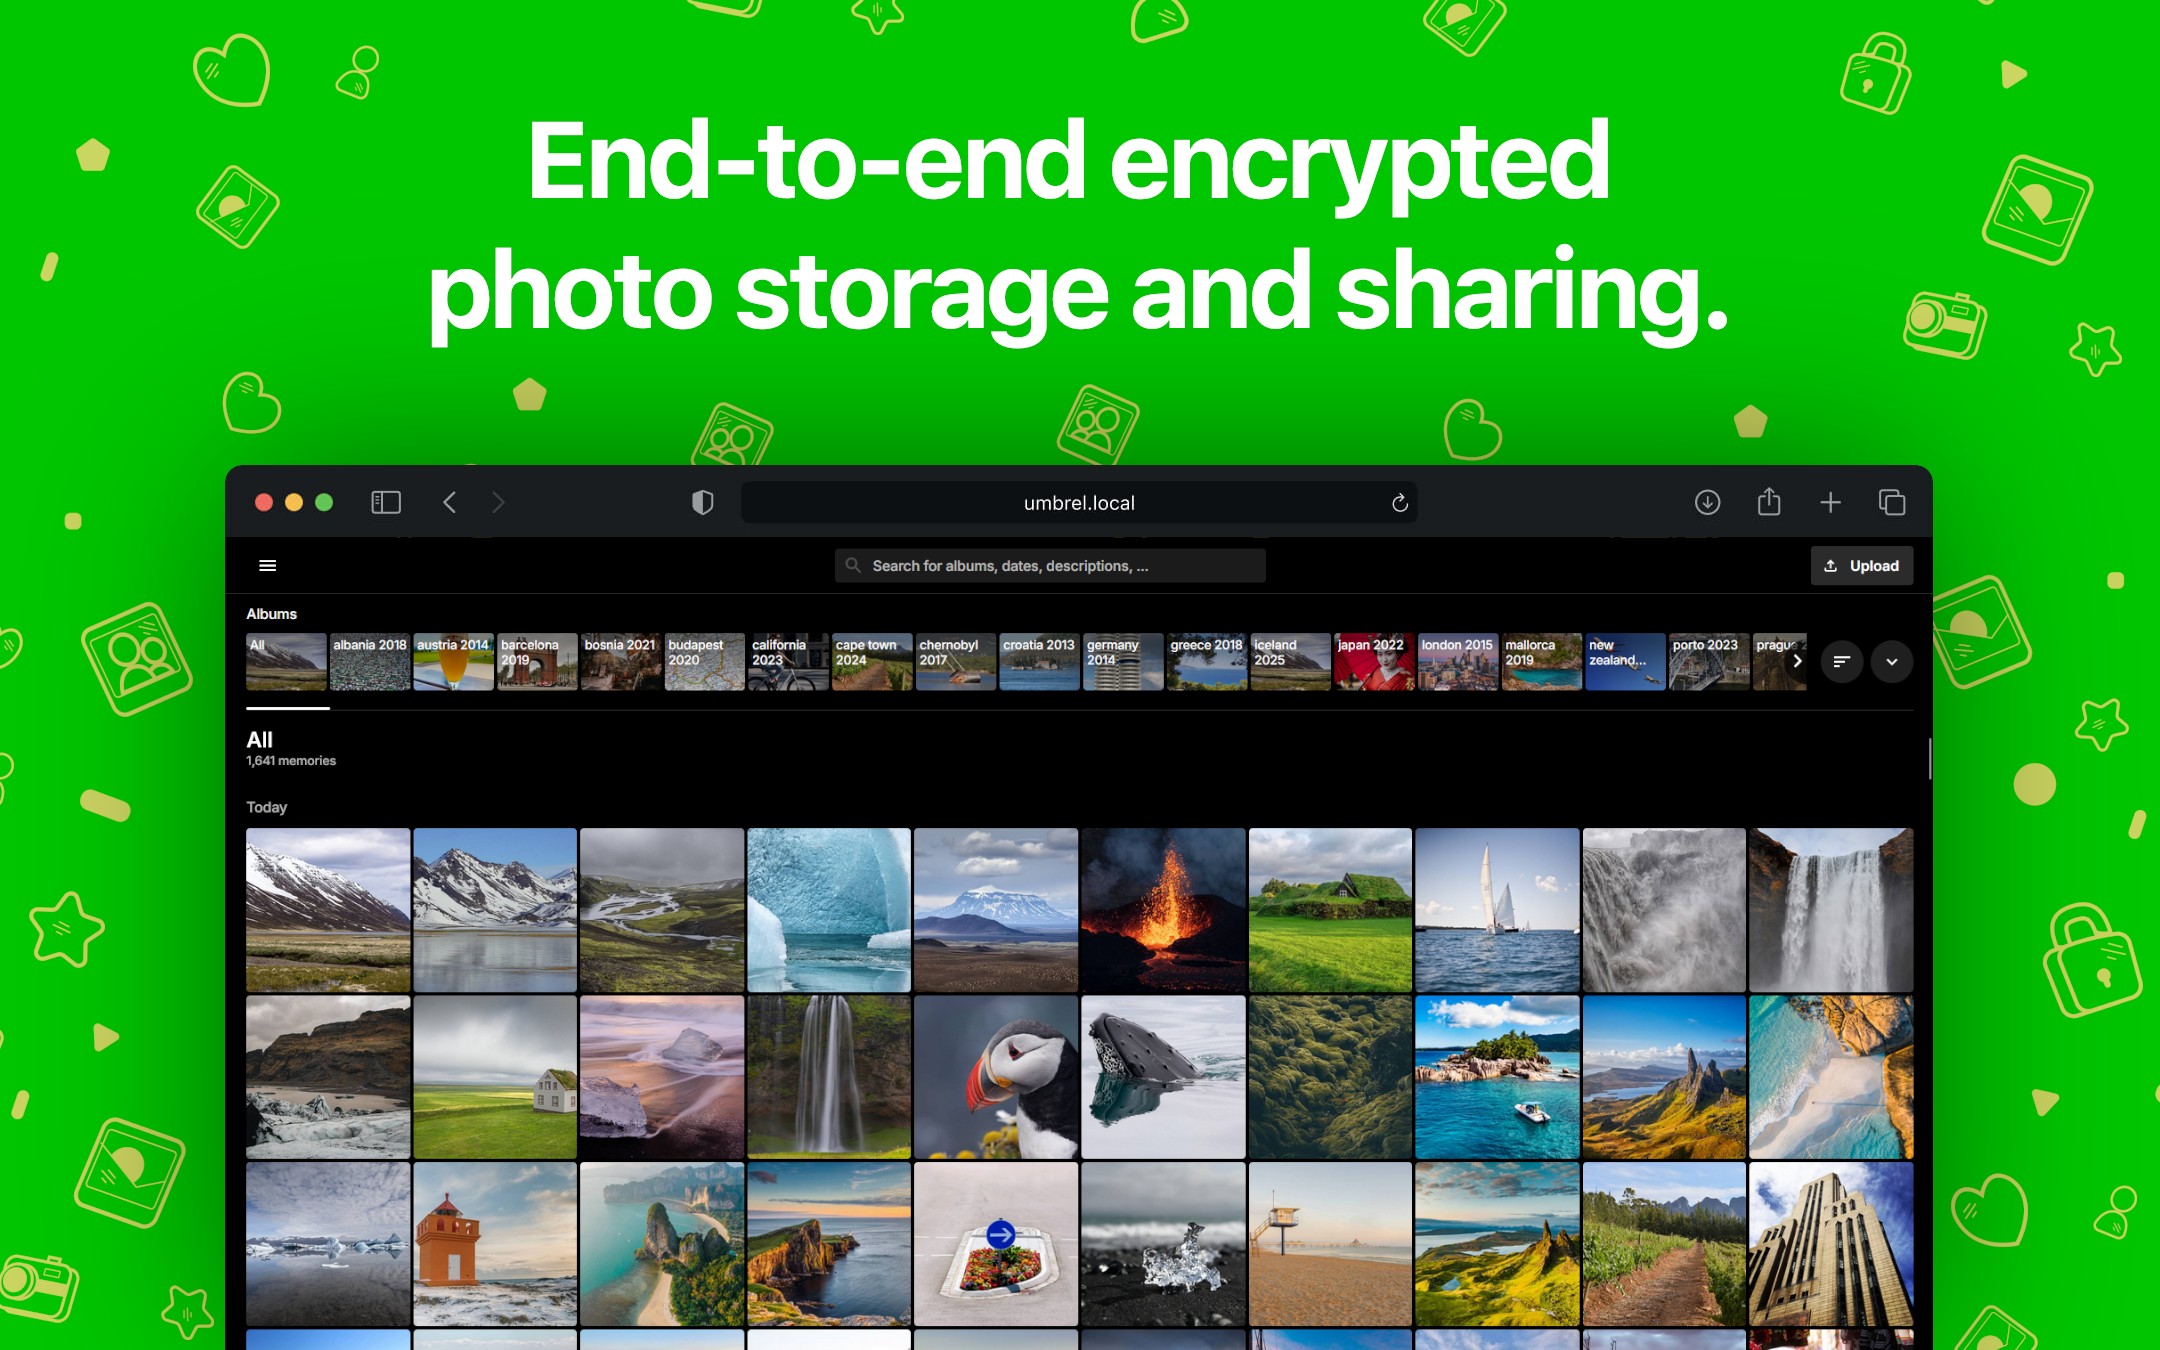 End-to-end encrypted
photo storage and sharing.
umbrel.local
Search for albums, dates, descriptions, ...
Upload
Albums
All
albania 2018
austria 2014
barcelona
2019
bosnia 2021
budapest
2020
california
2023
cape town
2024
chernobyl
2017
croatia 2013
germany
2014
greece 2018
iceland
2025
japan 2022
london 2015
mallorca
2019
new
zealand...
porto 2023
prague
All
1,641 memories
Today